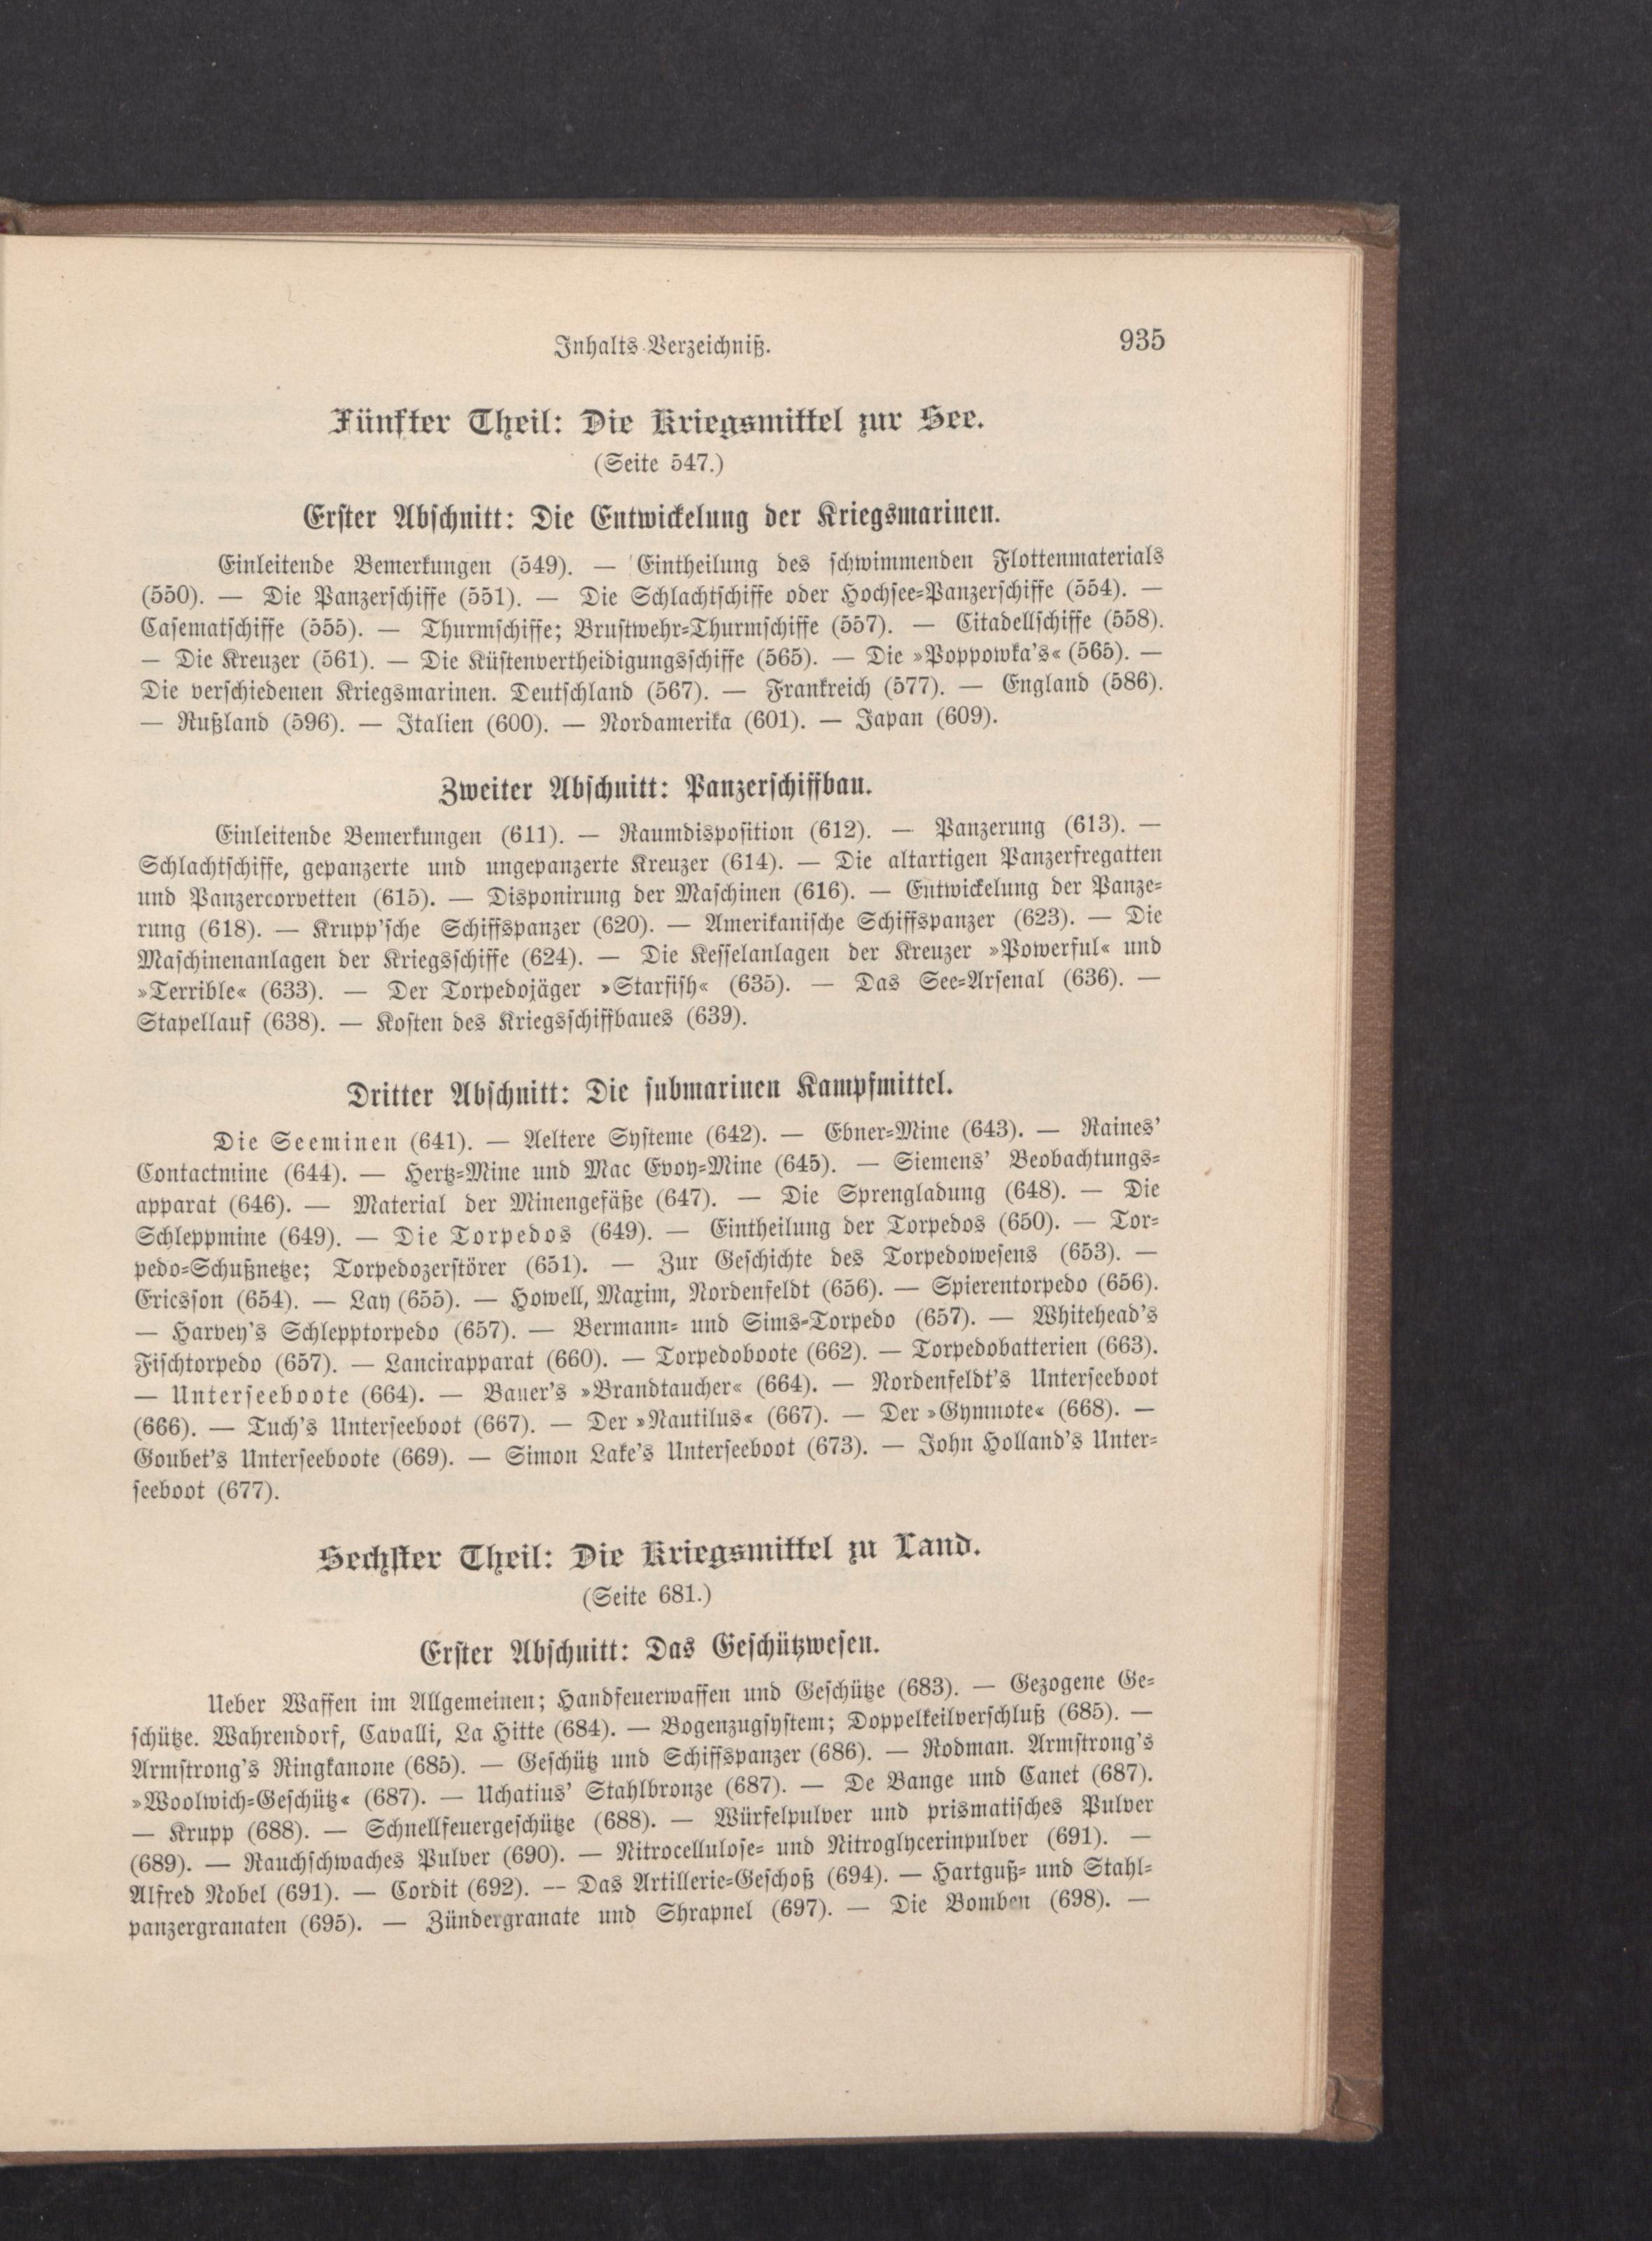 Inhalts-Verzeichniß. 935
Fünfter Theil: Die Kriegsmittel zur See.
(Seite 547.)
Erster Abschnitt: Die Entwickelung der Kriegsmarinen.
Einleitende Bemerkungen (549). — Eintheilung des schwimmenden Flottenmaterials
(550). — Die Panzerschiffe (551). — Die Schlachtschiffe oder Hochsee-Panzerschiffe (554). —
Casematschiffe (555). — Thurmschiffe; Brustwehr-Thurmschiffe (557). — Citadellschiffe (558).
— Die Kreuzer (561). — Die Küstenvertheidigungsschiffe (565). — Die »Poppowka's« (565). —
Die verschiedenen Kriegsmarinen. Deutschland (567). — Frankreich (577). — England (586).
— Rußland (596). — Italien (600). — Nordamerika (601). — Japan (609).
Zweiter Abschnitt: Panzerschiffbau.
Einleitende Bemerkungen (611). — Raumdisposition (612). — Panzerung (613). —
Schlachtschiffe, gepanzerte und ungepanzerte Kreuzer (614). — Die altartigen Panzerfregatten
und Panzercorvetten (615). — Disponirung der Maschinen (616). — Entwickelung der Panze-
rung (618). — Krupp'sche Schiffspanzer (620). — Amerikanische Schiffspanzer (623). — Die
Maschinenanlagen der Kriegsschiffe (624). — Die Kesselanlagen der Kreuzer »Powerful« und
»Terrible« (633). — Der Torpedojäger »Starfish« (635). — Das See-Arsenal (636). —
Stapellauf (638). — Kosten des Kriegsschiffbaues (639).
Dritter Abschnitt: Die submarinen Kampfmittel.
Die Seeminen (641). — Aeltere Systeme (642). — Ebner-Mine (643). — Raines'
Contactmine (644). — Hertz-Mine und Mac Evoy-Mine (645). — Siemens' Beobachtungs-
apparat (646). — Material der Minengefäße (647). — Die Sprengladung (648). — Die
Schleppmine (649). — Die Torpedos (649). — Eintheilung der Torpedos (650). — Tor-
pedo-Schußnetze; Torpedozerstörer (651). — Zur Geschichte des Torpedowesens (653). —
Ericsson (654). — Lay (655). — Howell, Maxim, Nordenfeldt (656). — Spierentorpedo (656).
— Harvey's Schlepptorpedo (657). — Bermann- und Sims-Torpedo (657). — Whitehead's
Fischtorpedo (657). — Lancirapparat (660). — Torpedoboote (662). — Torpedobatterien (663).
— Unterseeboote (664). — Bauer's »Brandtaucher« (664). — Nordenfeldt's Unterseeboot
(666). — Tuch's Unterseeboot (667). — Der »Nautilus« (667). — Der »Gymnote« (668). —
Goubet's Unterseeboote (669). — Simon Lake's Unterseeboot (673). — John Holland's Unter-
seeboot (677).
Sechster Theil: Die Kriegsmittel zu Land.
(Seite 681.)
Erster Abschnitt: Das Geschützwesen.
Ueber Waffen im Allgemeinen; Handfeuerwaffen und Geschütze (683). — Gezogene Ge-
schütze. Wahrendorf, Cavalli, La Hitte (684). — Bogenzugsystem; Doppelkeilverschluß (685). —
Armstrong's Ringkanone (685). — Geschütz und Schiffspanzer (686). — Rodman. Armstrong's
»Woolwich-Geschütz« (687). — Uchatius' Stahlbronze (687). — De Bange und Canet (687).
— Krupp (688). — Schnellfeuergeschütze (688). — Würfelpulver und prismatisches Pulver
(689). — Rauchschwaches Pulver (690). — Nitrocellulose- und Nitroglycerinpulver (691). —
Alfred Nobel (691). — Cordit (692). — Das Artillerie-Geschoß (694). — Hartguß- und Stahl-
panzergranaten (695). — Zündergranate und Shrapnel (697). — Die Bomben (698). —